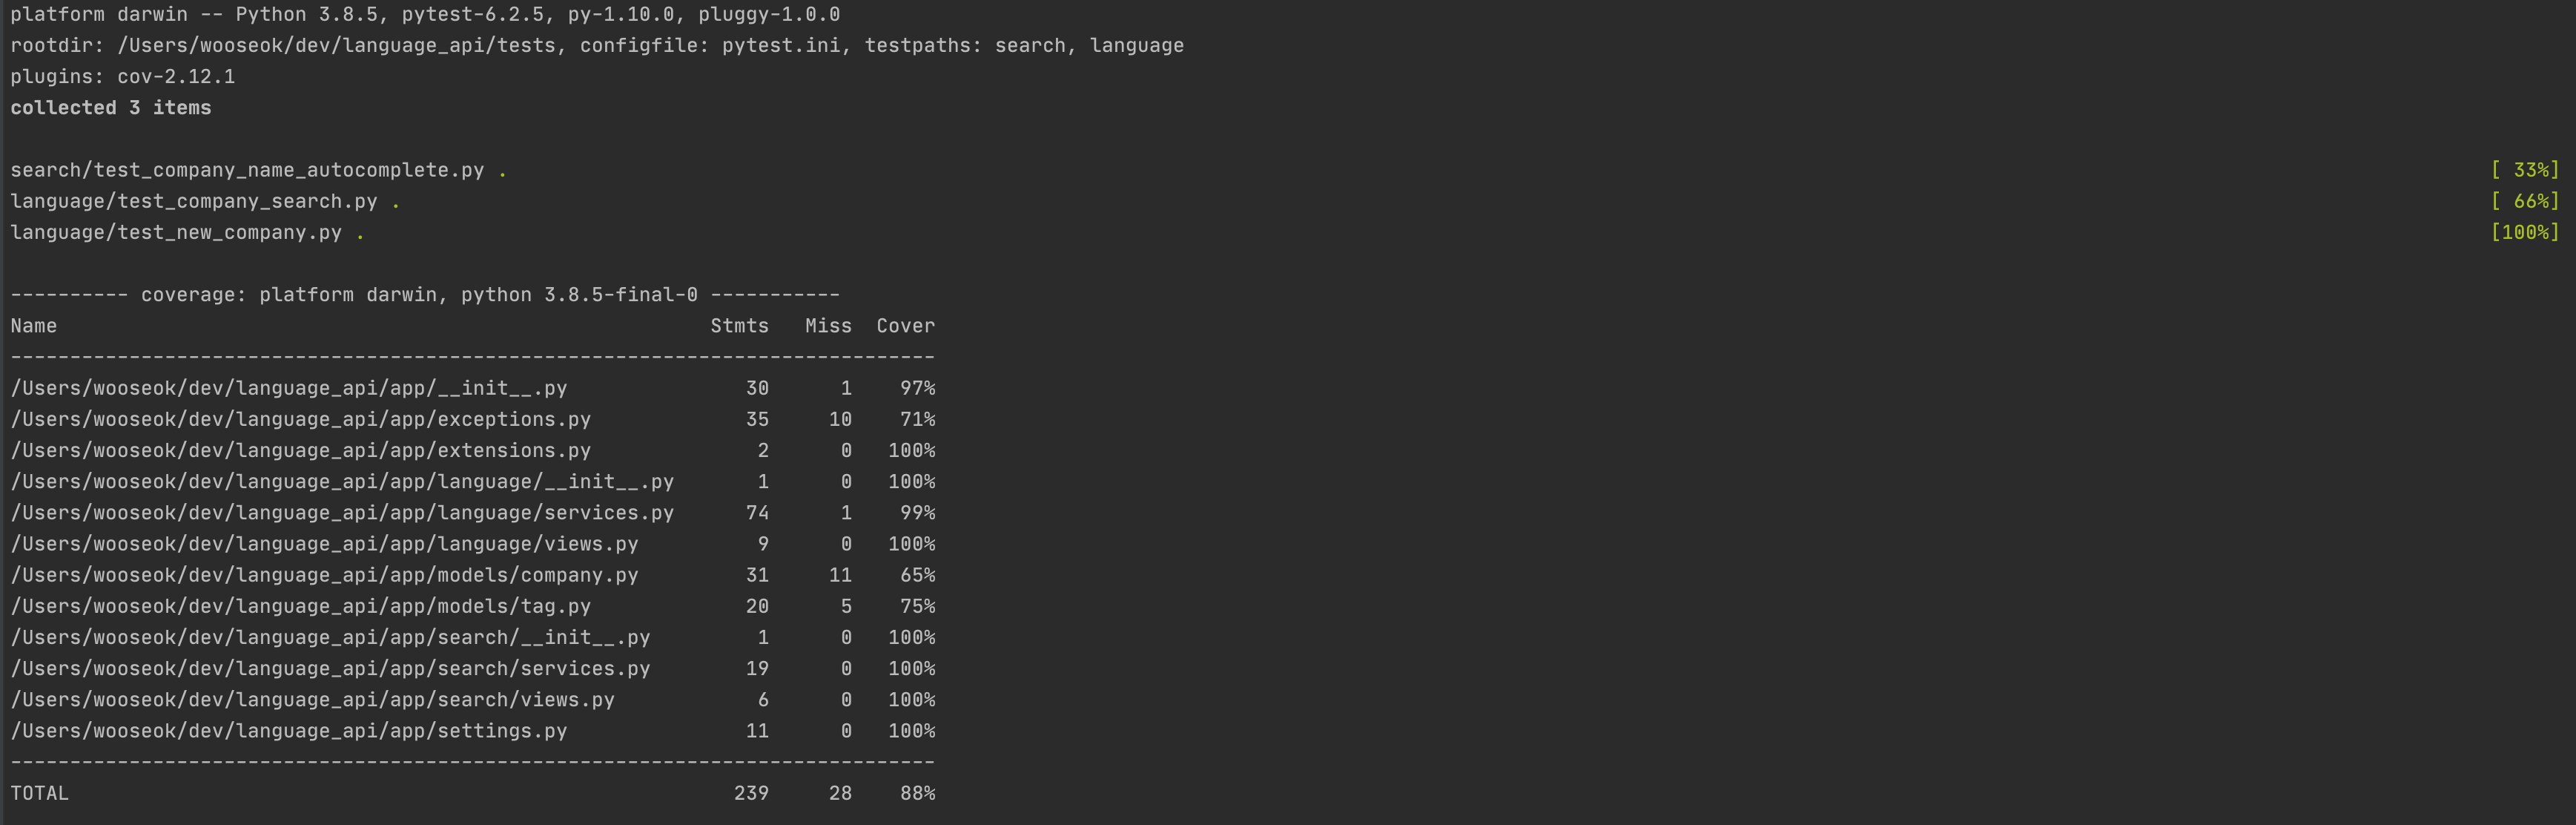 platform darwin -- Python 3.8.5, pytest-6.2.5, py-1.10.0, pluggy-1.0.0
rootdir: /Users/wooseok/dev/language_api/tests, configfile: pytest.ini, testpaths: search, language
plugins: cov-2.12.1
collected 3 items
search/test_company_name_autocomplete.py . [ 33%]
language/test_company_search.py . [ 66%]
language/test_new_company.py . [100%]
---------- coverage: platform darwin, python 3.8.5-final-0 -----------
Name Stmts Miss Cover
------------------------------------------------------------------------------
/Users/wooseok/dev/language_api/app/__init__.py 30 1 97%
/Users/wooseok/dev/language_api/app/exceptions.py 35 10 71%
/Users/wooseok/dev/language_api/app/extensions.py 2 0 100%
/Users/wooseok/dev/language_api/app/language/__init__.py 1 0 100%
/Users/wooseok/dev/language_api/app/language/services.py 74 1 99%
/Users/wooseok/dev/language_api/app/language/views.py 9 0 100%
/Users/wooseok/dev/language_api/app/models/company.py 31 11 65%
/Users/wooseok/dev/language_api/app/models/tag.py 20 5 75%
/Users/wooseok/dev/language_api/app/search/__init__.py 1 0 100%
/Users/wooseok/dev/language_api/app/search/services.py 19 0 100%
/Users/wooseok/dev/language_api/app/search/views.py 6 0 100%
/Users/wooseok/dev/language_api/app/settings.py 11 0 100%
------------------------------------------------------------------------------
TOTAL 239 28 88%